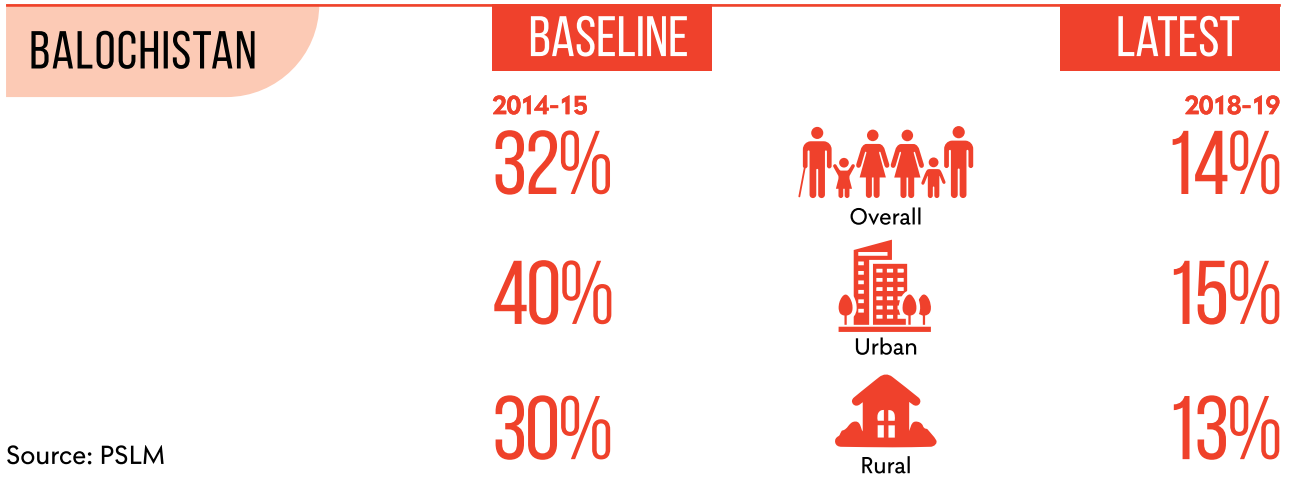 BALOCHISTAN
BASELINE
LATEST
2014-15
2018-19
32%
Overall
14%
40%
Urban
15%
30%
Rural
13%
Source: PSLM